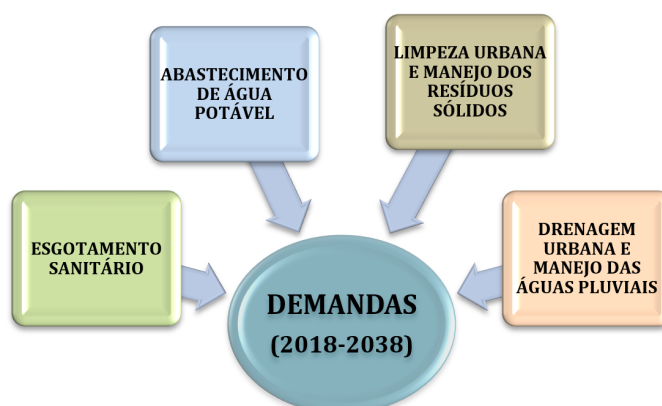 ABASTECIMENTO
DE ÁGUA
POTÁVEL
LIMPEZA URBANA
E MANEJO DOS
RESÍDUOS
SÓLIDOS
ESGOTAMENTO
SANITÁRIO
DRENAGEM
URBANA E
MANEJO DAS
ÁGUAS PLUVIAIS
DEMANDAS
(2018-2038)